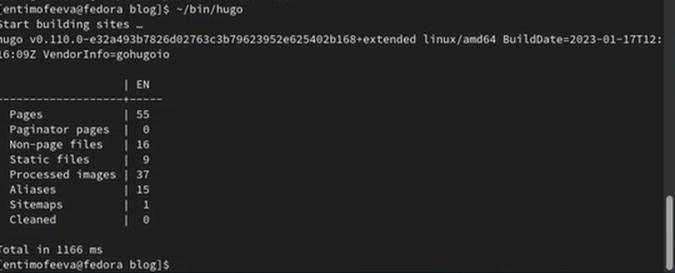 [entimofeeva@fedora blog]$ ~/bin/hugo
Start building sites …
hugo v0.110.0-e32a493b7826d02763c3b79623952e625402b168+extended linux/amd64 BuildDate=2023-01-17T12:
16:09Z VendorInfo=gohugoio
| EN
-------------------+-----
Pages | 55
Paginator pages | 0
Non-page files | 16
Static files | 9
Processed images | 37
Aliases | 15
Sitemaps | 1
Cleaned | 0
Total in 1166 ms
[entimofeeva@fedora blog]$